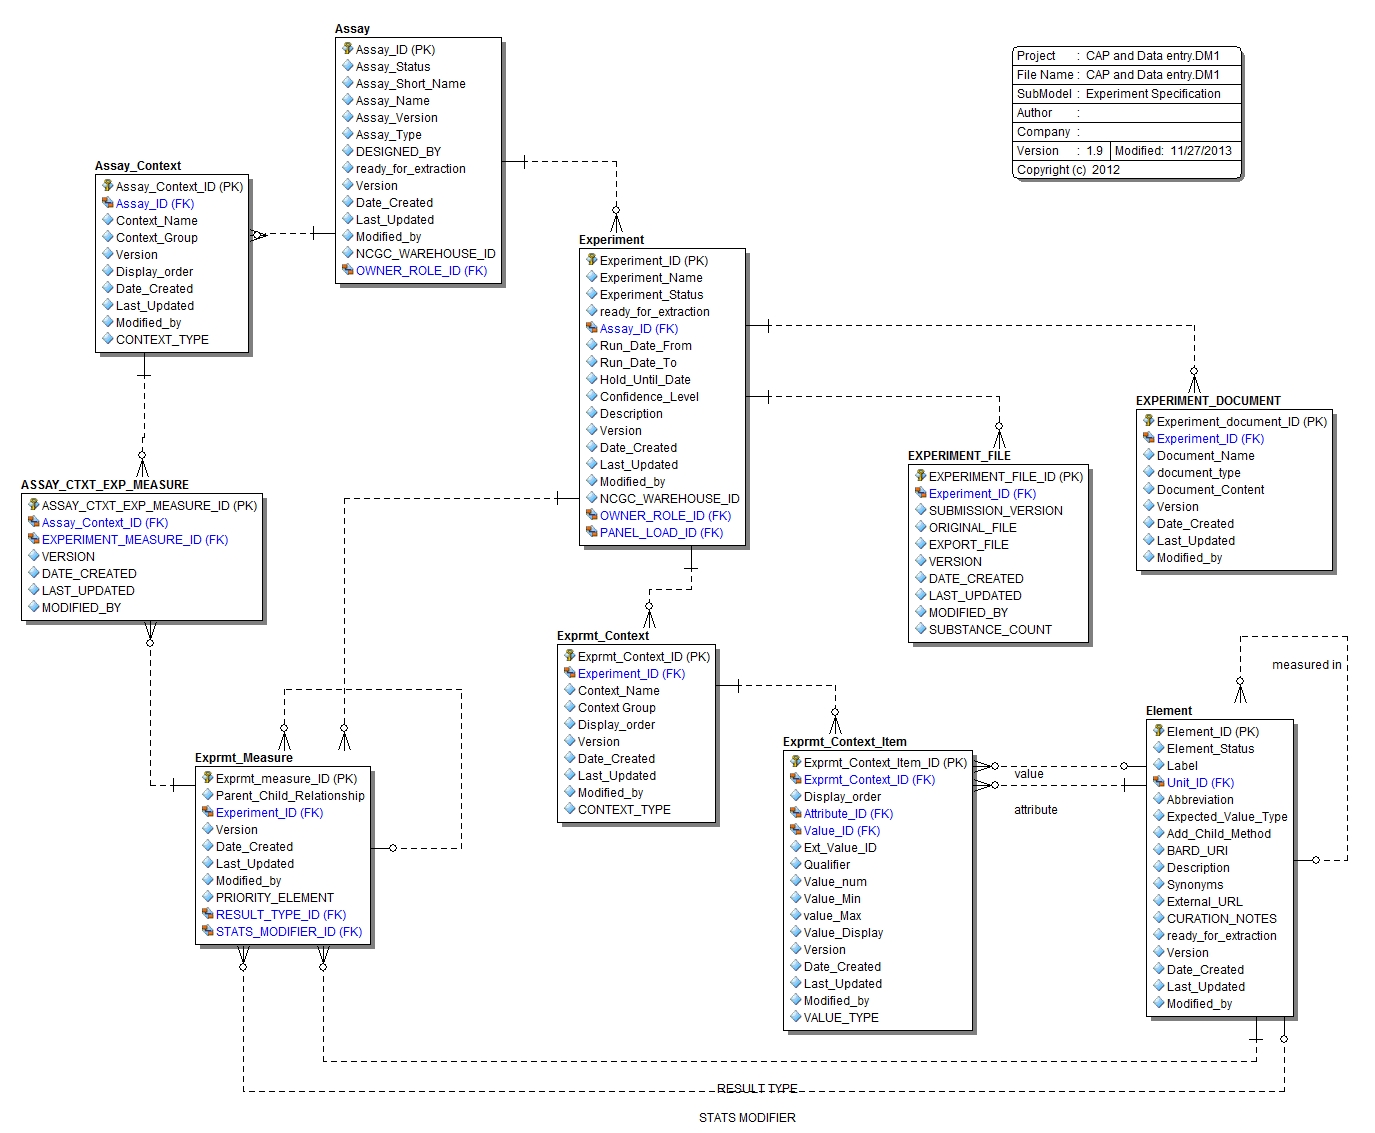 Assay
Assay_ID (PK)
Assay_Status
Assay_Short_Name
Assay_Name
Assay_Version
Assay_Type
DESIGNED_BY
ready_for_extraction
Version
Date_Created
Last_Updated
Modified_by
NCGC_WAREHOUSE_ID
OWNER_ROLE_ID (FK)
Project : CAP and Data entry.DM1
File Name : CAP and Data entry.DM1
SubModel : Experiment Specification
Author :
Company :
Version : 1.9 Modified: 11/27/2013
Copyright (c) 2012
Assay_Context
Assay_Context_ID (PK)
Assay_ID (FK)
Context_Name
Context_Group
Version
Display_order
Date_Created
Last_Updated
Modified_by
CONTEXT_TYPE
Experiment
Experiment_ID (PK)
Experiment_Name
Experiment_Status
ready_for_extraction
Assay_ID (FK)
Run_Date_From
Run_Date_To
Hold_Until_Date
Confidence_Level
Description
Version
Date_Created
Last_Updated
Modified_by
NCGC_WAREHOUSE_ID
OWNER_ROLE_ID (FK)
PANEL_LOAD_ID (FK)
EXPERIMENT_DOCUMENT
Experiment_document_ID (PK)
Experiment_ID (FK)
Document_Name
document_type
Document_Content
Version
Date_Created
Last_Updated
Modified_by
EXPERIMENT_FILE
EXPERIMENT_FILE_ID (PK)
Experiment_ID (FK)
SUBMISSION_VERSION
ORIGINAL_FILE
EXPORT_FILE
VERSION
DATE_CREATED
LAST_UPDATED
MODIFIED_BY
SUBSTANCE_COUNT
ASSAY_CTXT_EXP_MEASURE
ASSAY_CTXT_EXP_MEASURE_ID (PK)
Assay_Context_ID (FK)
EXPERIMENT_MEASURE_ID (FK)
VERSION
DATE_CREATED
LAST_UPDATED
MODIFIED_BY
Exprmt_Context
Exprmt_Context_ID (PK)
Experiment_ID (FK)
Context_Name
Context Group
Display_order
Version
Date_Created
Last_Updated
Modified_by
CONTEXT_TYPE
Exprmt_Measure
Exprmt_measure_ID (PK)
Parent_Child_Relationship
Experiment_ID (FK)
Version
Date_Created
Last_Updated
Modified_by
PRIORITY_ELEMENT
RESULT_TYPE_ID (FK)
STATS_MODIFIER_ID (FK)
Exprmt_Context_Item
Exprmt_Context_Item_ID (PK)
Exprmt_Context_ID (FK)
Display_order
Attribute_ID (FK)
Value_ID (FK)
Ext_Value_ID
Qualifier
Value_num
Value_Min
value_Max
Value_Display
Version
Date_Created
Last_Updated
Modified_by
VALUE_TYPE
value
attribute
measured in
Element
Element_ID (PK)
Element_Status
Label
Unit_ID (FK)
Abbreviation
Expected_Value_Type
Add_Child_Method
BARD_URI
Description
Synonyms
External_URL
CURATION_NOTES
ready_for_extraction
Version
Date_Created
Last_Updated
Modified_by
RESULT TYPE
STATS MODIFIER